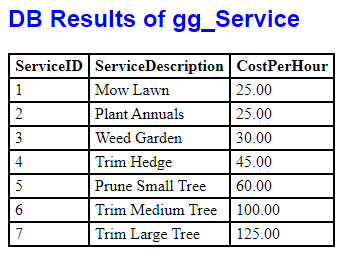 DB Results of gg_Service
ServiceID ServiceDescription CostPerHour
1 Mow Lawn 25.00
2 Plant Annuals 25.00
3 Weed Garden 30.00
4 Trim Hedge 45.00
5 Prune Small Tree 60.00
6 Trim Medium Tree 100.00
7 Trim Large Tree 125.00